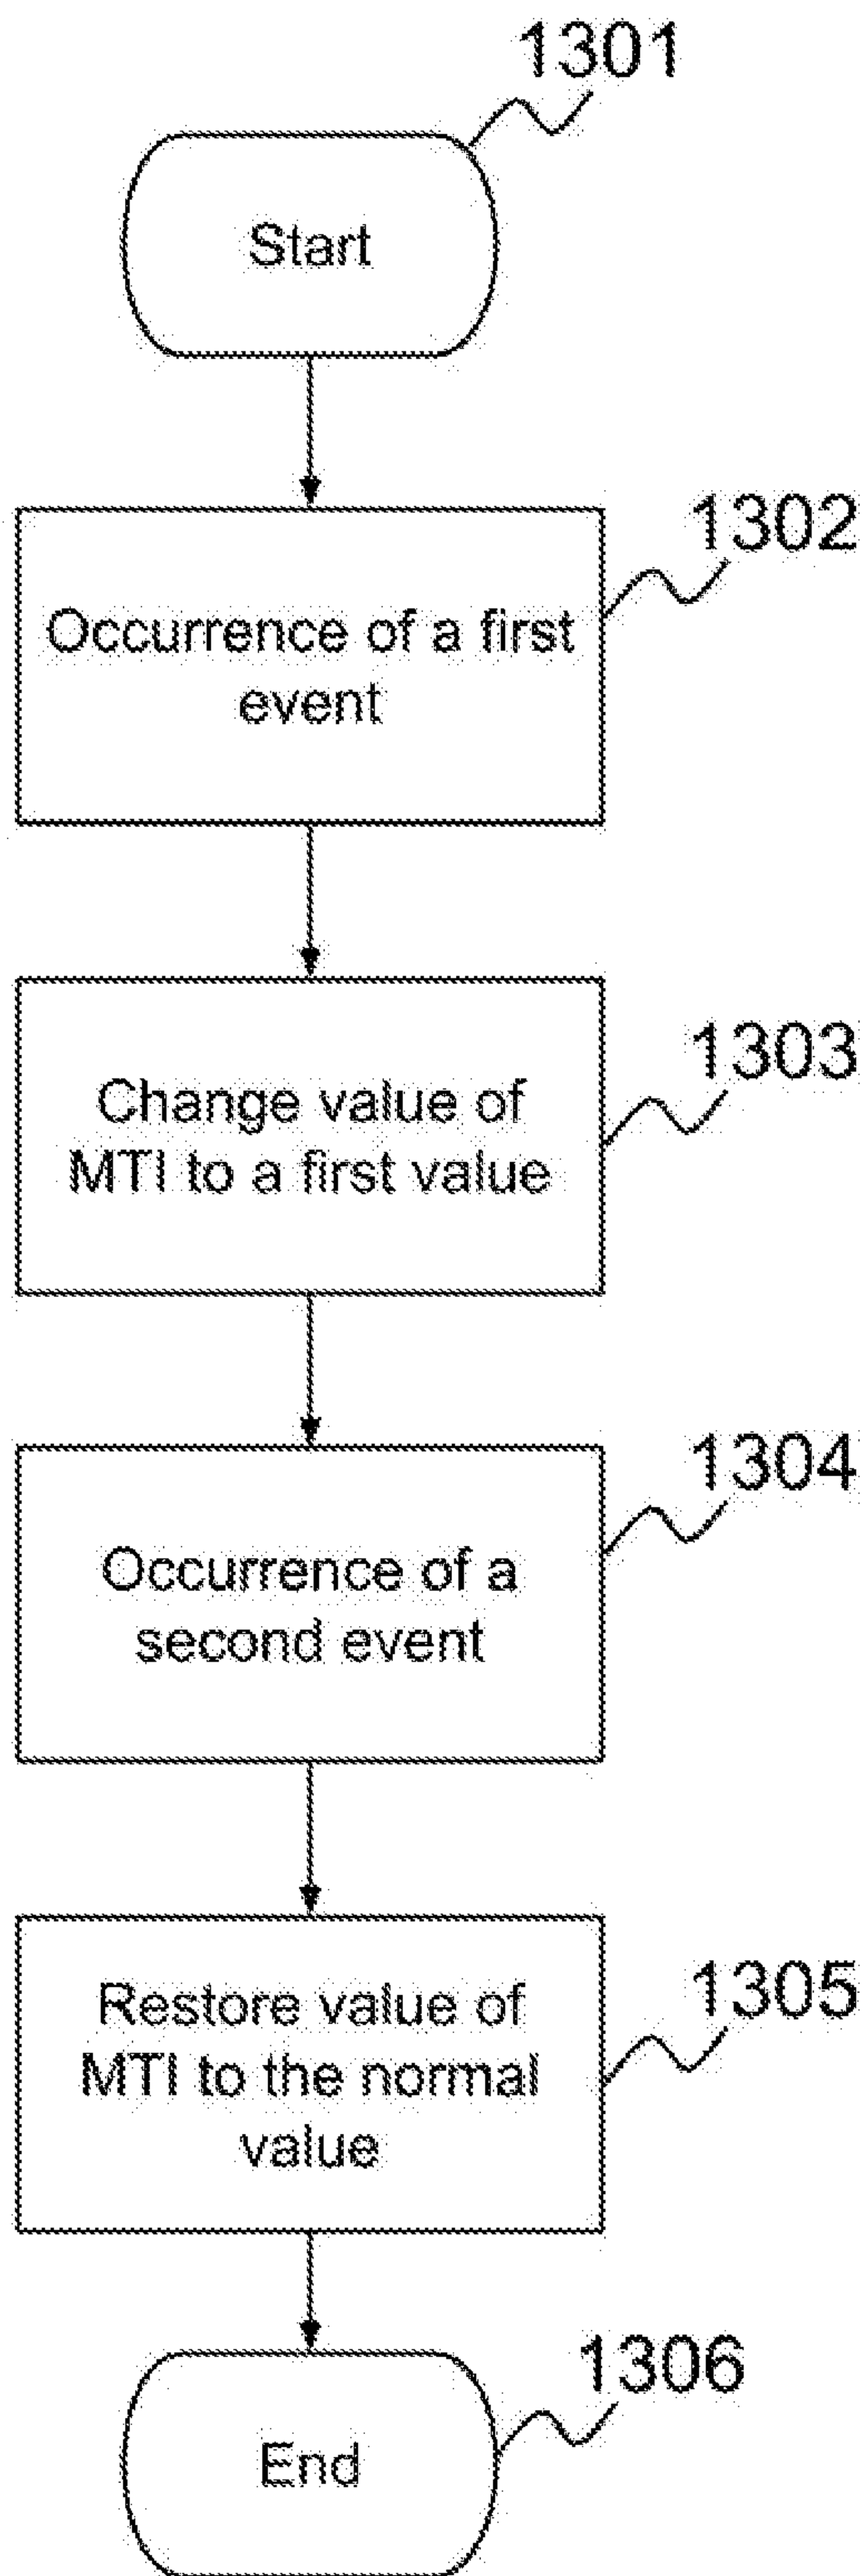 1301
Start
1302
Occurrence of a first
event
1303
Change value of
MTI to a first value
1304
Occurrence of a
second event
1305
Restore value of
MTI to the normal
value
1306
End